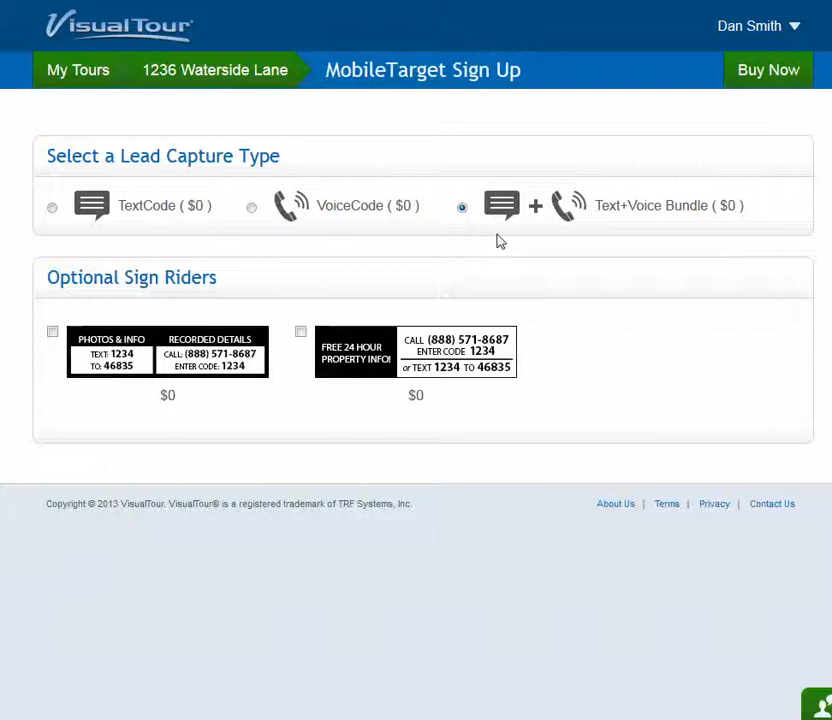 VisualTour®
Dan Smith
My Tours
1236 Waterside Lane
MobileTarget Sign Up
Buy Now
Select a Lead Capture Type
TextCode ( $0 )
VoiceCode ( $0 )
+
Text+Voice Bundle ( $0 )
Optional Sign Riders
PHOTOS & INFO
TEXT: 1234
TO: 46835
RECORDED DETAILS
CALL: (888) 571-8687
ENTER CODE: 1234
$0
FREE 24 HOUR
PROPERTY INFO!
CALL (888) 571-8687
ENTER CODE 1234
or TEXT 1234 TO 46835
$0
Copyright © 2013 VisualTour. VisualTour® is a registered trademark of TRF Systems, Inc.
About Us | Terms | Privacy | Contact Us